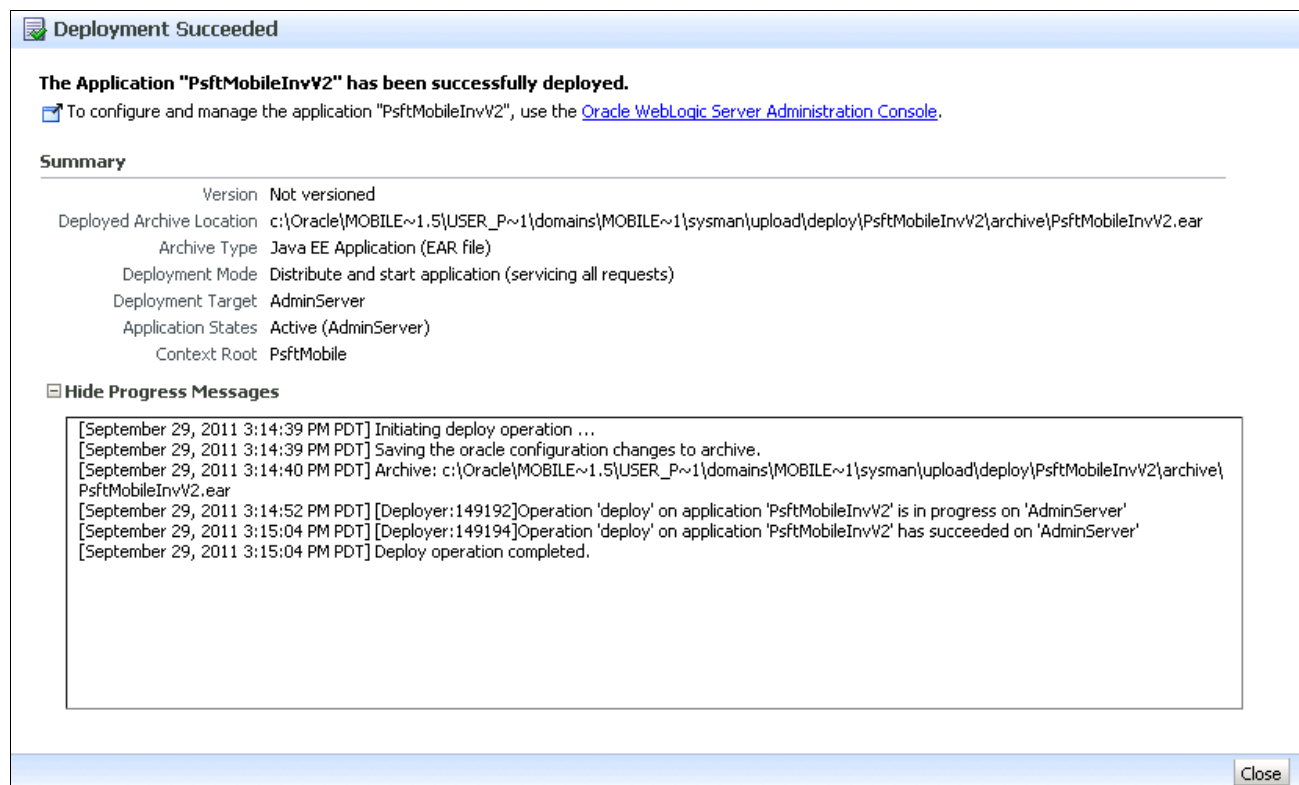 Deployment Succeeded
The Application "PsftMobileInvV2" has been successfully deployed.
To configure and manage the application "PsftMobileInvV2", use the Oracle WebLogic Server Administration Console.
Summary
Version Not versioned
Deployed Archive Location c:\Oracle\MOBILE~1.5\USER_P~1\domains\MOBILE~1\sysman\upload\deploy\PsftMobileInvV2\archive\PsftMobileInvV2.ear
Archive Type Java EE Application (EAR file)
Deployment Mode Distribute and start application (servicing all requests)
Deployment Target AdminServer
Application States Active (AdminServer)
Context Root PsftMobile
Hide Progress Messages
[September 29, 2011 3:14:39 PM PDT] Initiating deploy operation ...
[September 29, 2011 3:14:39 PM PDT] Saving the oracle configuration changes to archive.
[September 29, 2011 3:14:40 PM PDT] Archive: c:\Oracle\MOBILE~1.5\USER_P~1\domains\MOBILE~1\sysman\upload\deploy\PsftMobileInvV2\archive\
PsftMobileInvV2.ear
[September 29, 2011 3:14:52 PM PDT] [Deployer:149192]Operation 'deploy' on application 'PsftMobileInvV2' is in progress on 'AdminServer'
[September 29, 2011 3:15:04 PM PDT] [Deployer:149194]Operation 'deploy' on application 'PsftMobileInvV2' has succeeded on 'AdminServer'
[September 29, 2011 3:15:04 PM PDT] Deploy operation completed.
Close